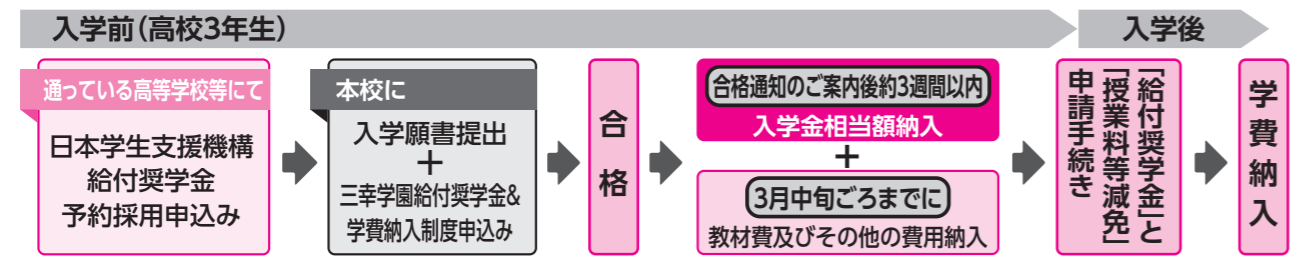 入学前(高校3年生)
入学後
通っている高等学校等にて
日本学生支援機構
給付奨学金
予約採用申込み
本校に
入学願書提出
+
三幸学園給付奨学金&
学費納入制度申込み
合格
合格通知のご案内後約3週間以内
入学金相当額納入
+
3月中旬ごろまでに
教材費及びその他の費用納入
「給付奨学金」と
「授業料等減免」
申請手続き
学費納入